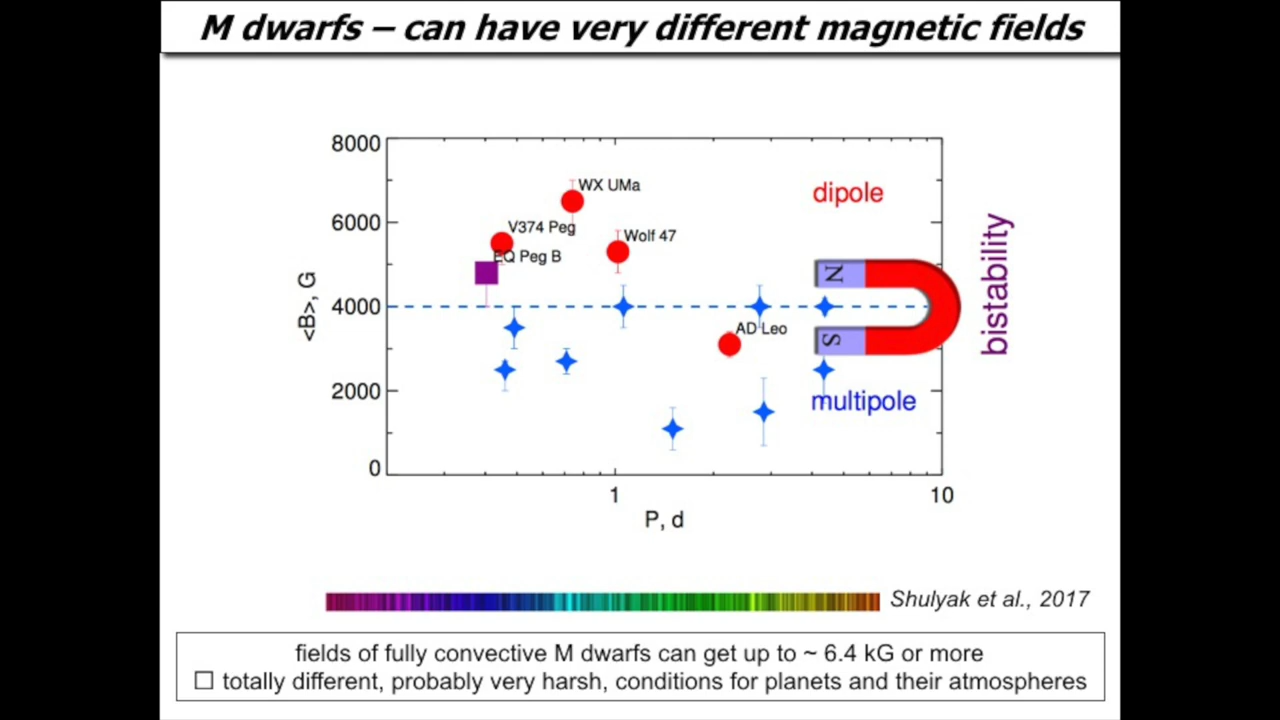 M dwarfs – can have very different magnetic fields
8000
6000
4000
2000
0
<B>, G
WX UMa
V374 Peg
EQ Peg B
Wolf 47
AD Leo
dipole
N
S
multipole
bistability
1
10
P, d
Shulyak et al., 2017
fields of fully convective M dwarfs can get up to ~ 6.4 kG or more
☐ totally different, probably very harsh, conditions for planets and their atmospheres